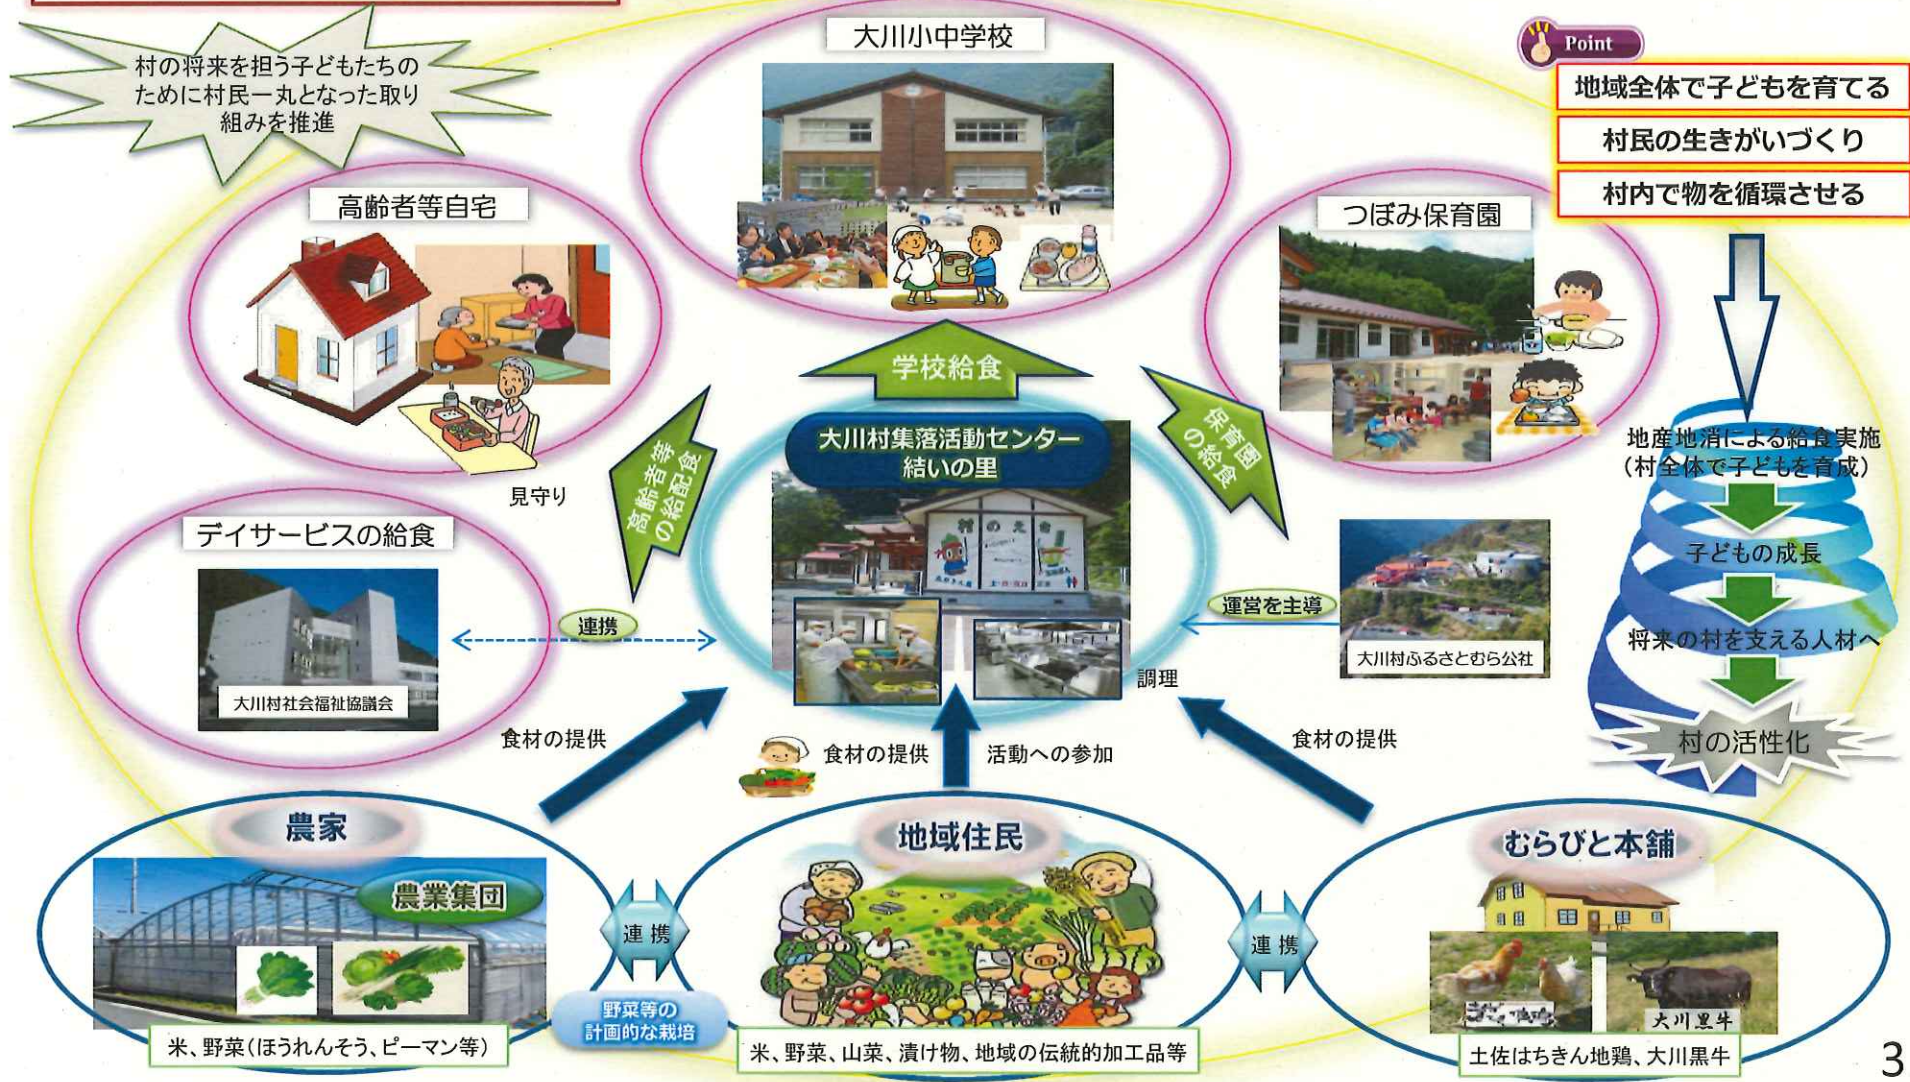 村の将来を担う子どもたちの
ために村民一丸となった取り
組みを推進
大川小中学校
Point
地域全体で子どもを育てる
村民の生きがいづくり
村内で物を循環させる
高齢者等自宅
つぼみ保育園
見守り
学校給食
高齢者等
の給配食
保育園
の給食
大川村集落活動センター
結いの里
村のえき
デイサービスの給食
大川村社会福祉協議会
連携
運営を主導
大川村ふるさとむら公社
調理
地産地消による給食実施
(村全体で子どもを育成)
子どもの成長
将来の村を支える人材へ
村の活性化
食材の提供
食材の提供
活動への参加
食材の提供
農家
農業集団
米、野菜(ほうれんそう、ピーマン等)
連携
野菜等の
計画的な栽培
地域住民
米、野菜、山菜、漬け物、地域の伝統的加工品等
連携
むらびと本舗
大川黒牛
土佐はちきん地鶏、大川黒牛
3